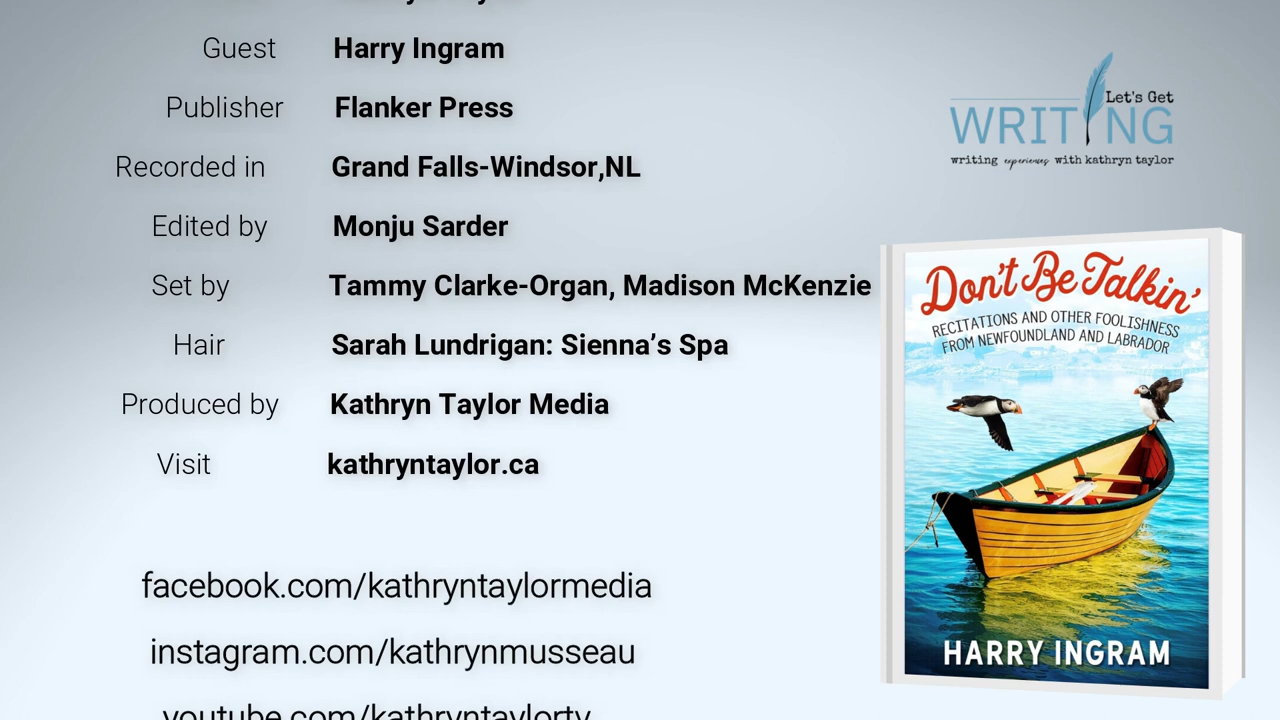 Guest Harry Ingram
Publisher Flanker Press
Recorded in Grand Falls-Windsor,NL
Edited by Monju Sarder
Set by Tammy Clarke-Organ, Madison McKenzie
Hair Sarah Lundrigan: Sienna’s Spa
Produced by Kathryn Taylor Media
Visit kathryntaylor.ca
facebook.com/kathryntaylormedia
instagram.com/kathrynmusseau
youtube.com/kathryntaylortv
Let's Get
WRITING
writing experiences with kathryn taylor
Don't Be Talkin'
RECITATIONS AND OTHER FOOLISHNESS
FROM NEWFOUNDLAND AND LABRADOR
HARRY INGRAM